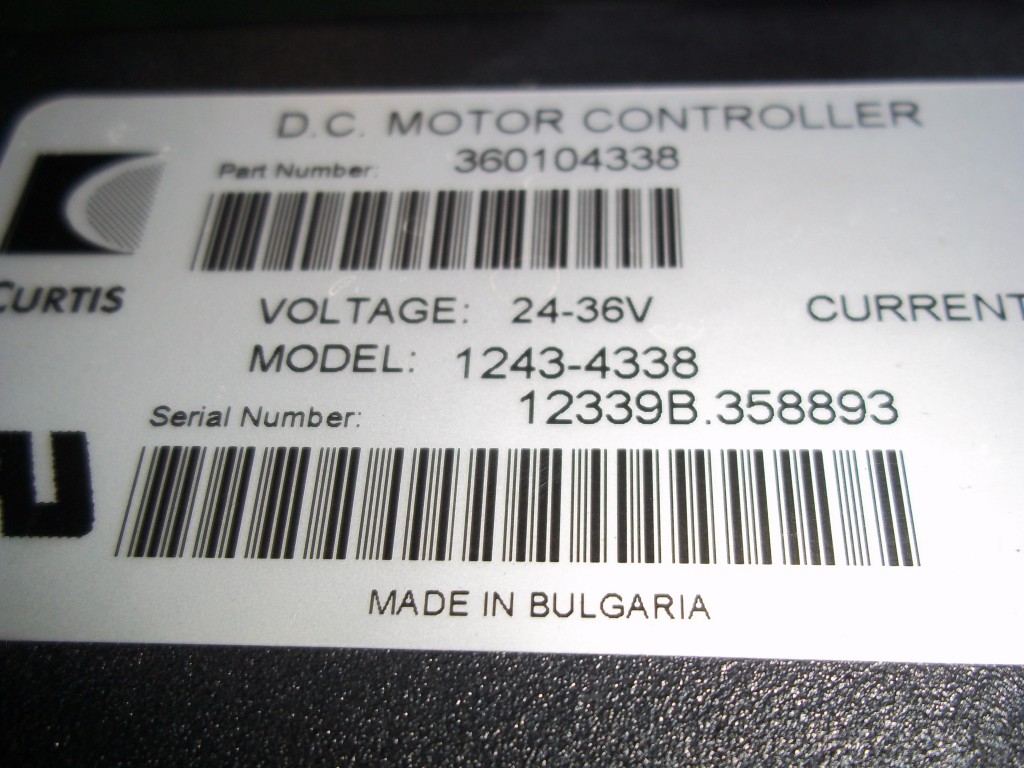 D.C. MOTOR CONTROLLER
Part Number: 360104338
CURTIS
VOLTAGE: 24-36V CURRENT
MODEL: 1243-4338
Serial Number: 12339B.358893
MADE IN BULGARIA